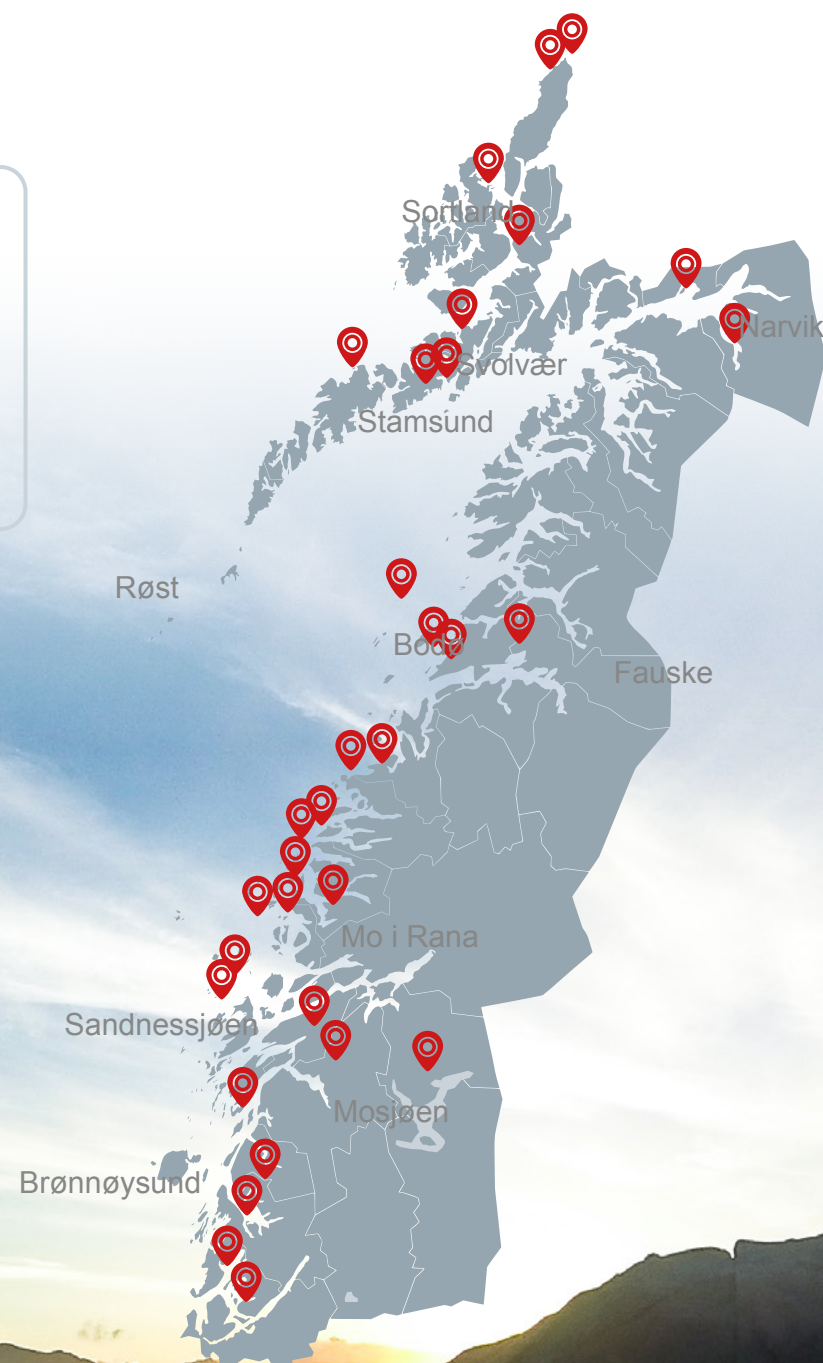 Sortland
Narvik
Svolvær
Stamsund
Røst
Bodø
Fauske
Mo i Rana
Sandnessjøen
Mosjøen
Brønnøysund